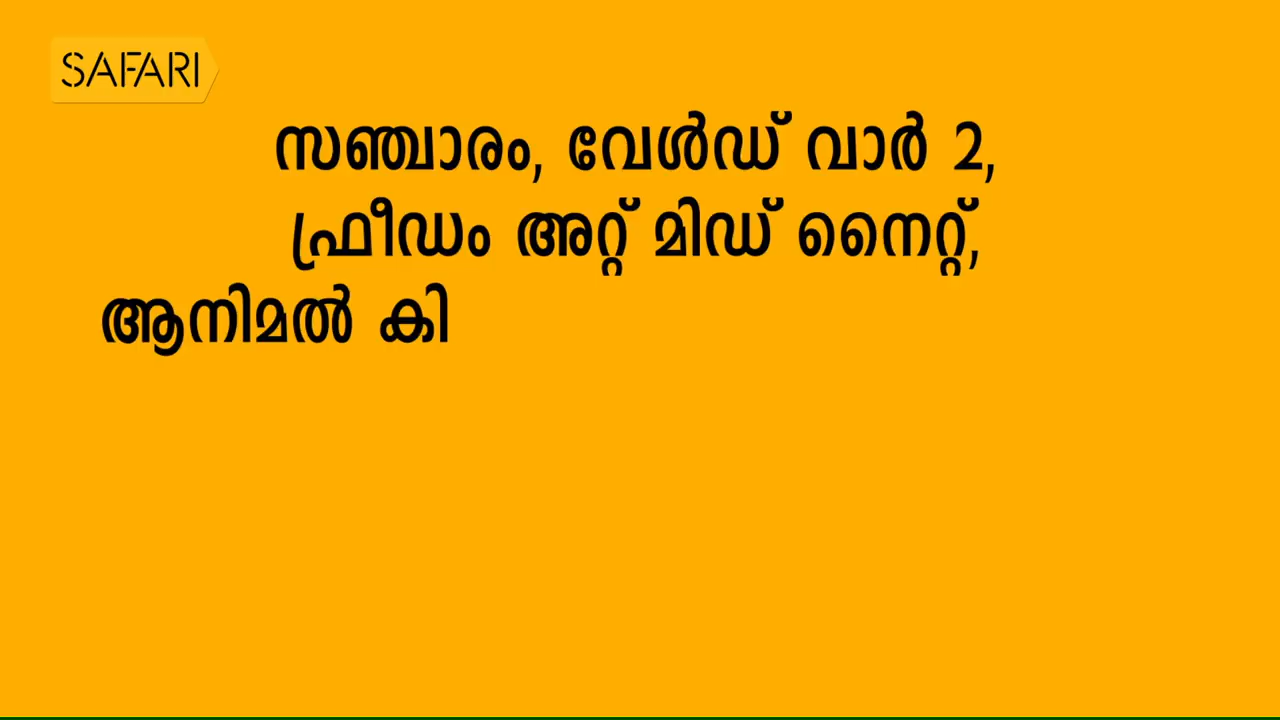 SAFARI
സഞ്ചാരം, വേൾഡ് വാർ 2,
ഫ്രീഡം അറ്റ് മിഡ് നൈറ്റ്,
ആനിമൽ കി